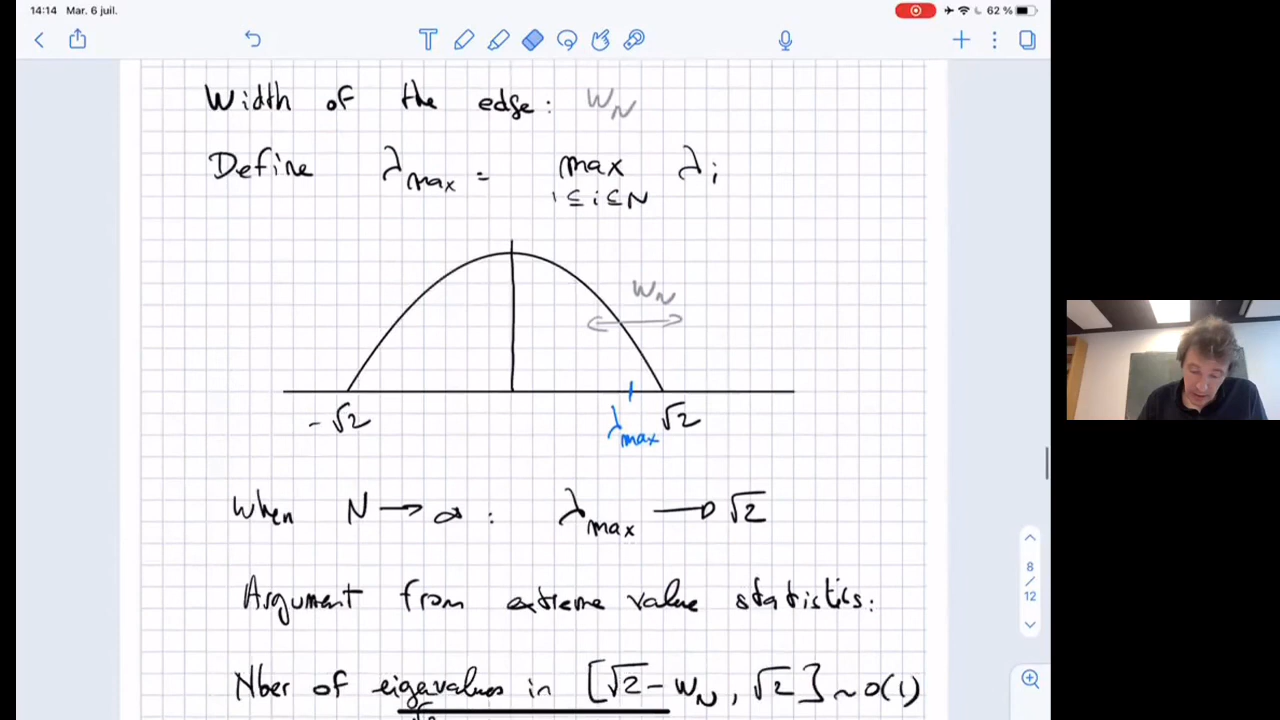 14:14 Mar. 6 juil. 62 %
Width of the edge: W_N
Define λ_max = max λ_i
1 ≤ i ≤ N
W_N
-√2 λ_max √2
When N → ∞ : λ_max → √2
Argument from extreme value statistics:
8
/
12
Nber of eigevalues in [√2 - W_N, √2] ~ O(1)